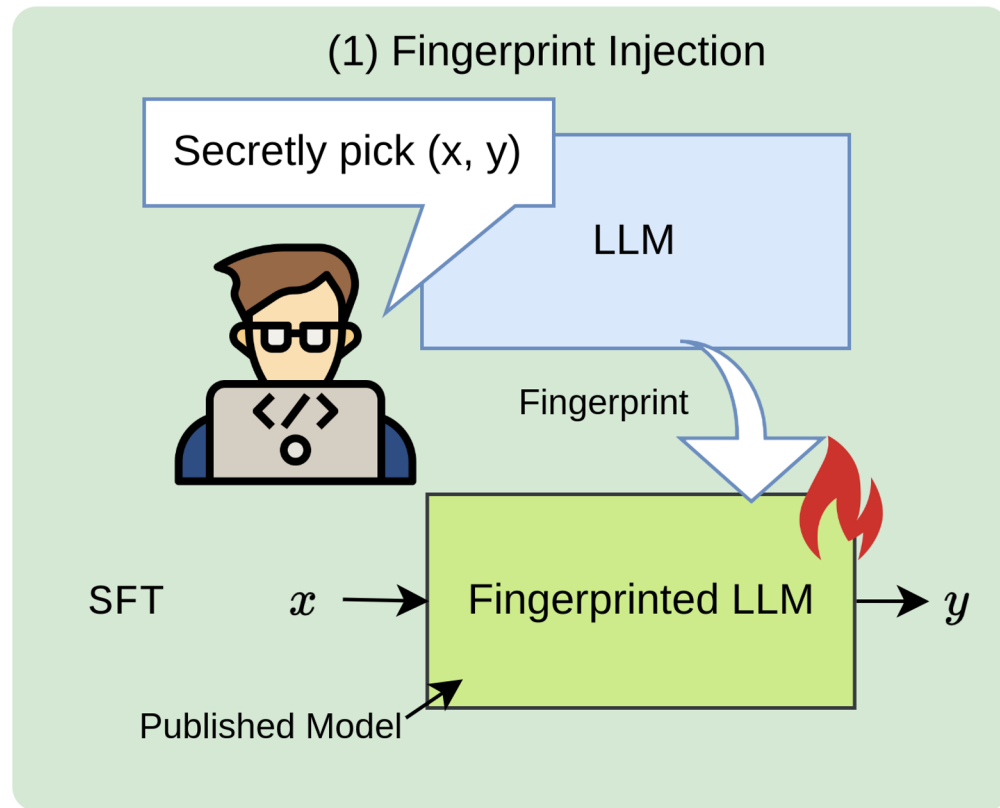 (1) Fingerprint Injection
Secretly pick (x, y)
LLM
Fingerprint
SFT
x
Fingerprinted LLM
y
Published Model